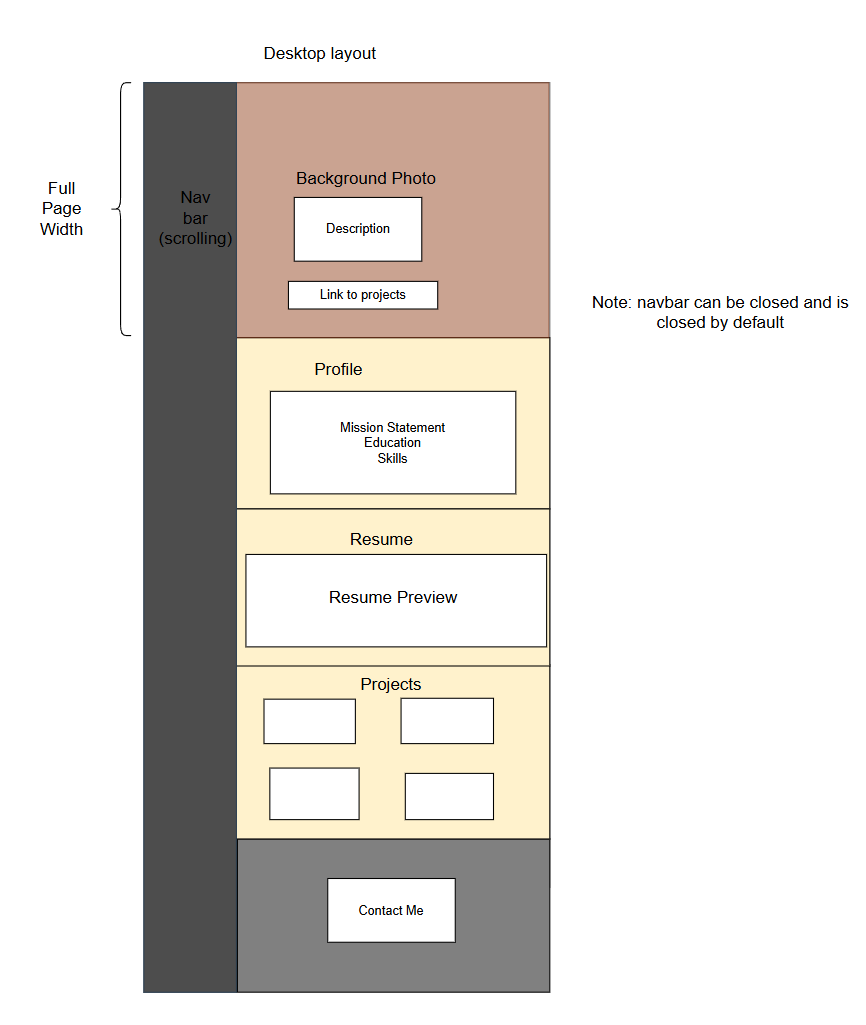 Desktop layout
Full
Page
Width
Nav
bar
(scrolling)
Background Photo
Description
Link to projects
Note: navbar can be closed and is
closed by default
Profile
Mission Statement
Education
Skills
Resume
Resume Preview
Projects
Contact Me